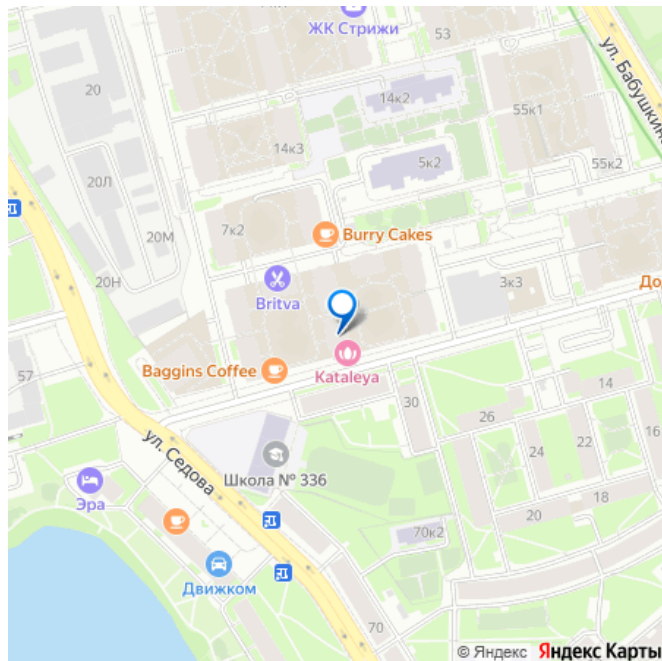 ЖК Стрижи
53
ул. Бабушкина
20
14к2
55к1
14к3
5к2
55к2
20Л
7к2
20М
Burry Cakes
20Н
Britva
3к3
До
Baggins Coffee
Kataleya
57
14
30
26
16
ул. Седова
24
22
Школа № 336
Эра
18
20
70к2
Движком
70
© Яндекс Яндекс Карты